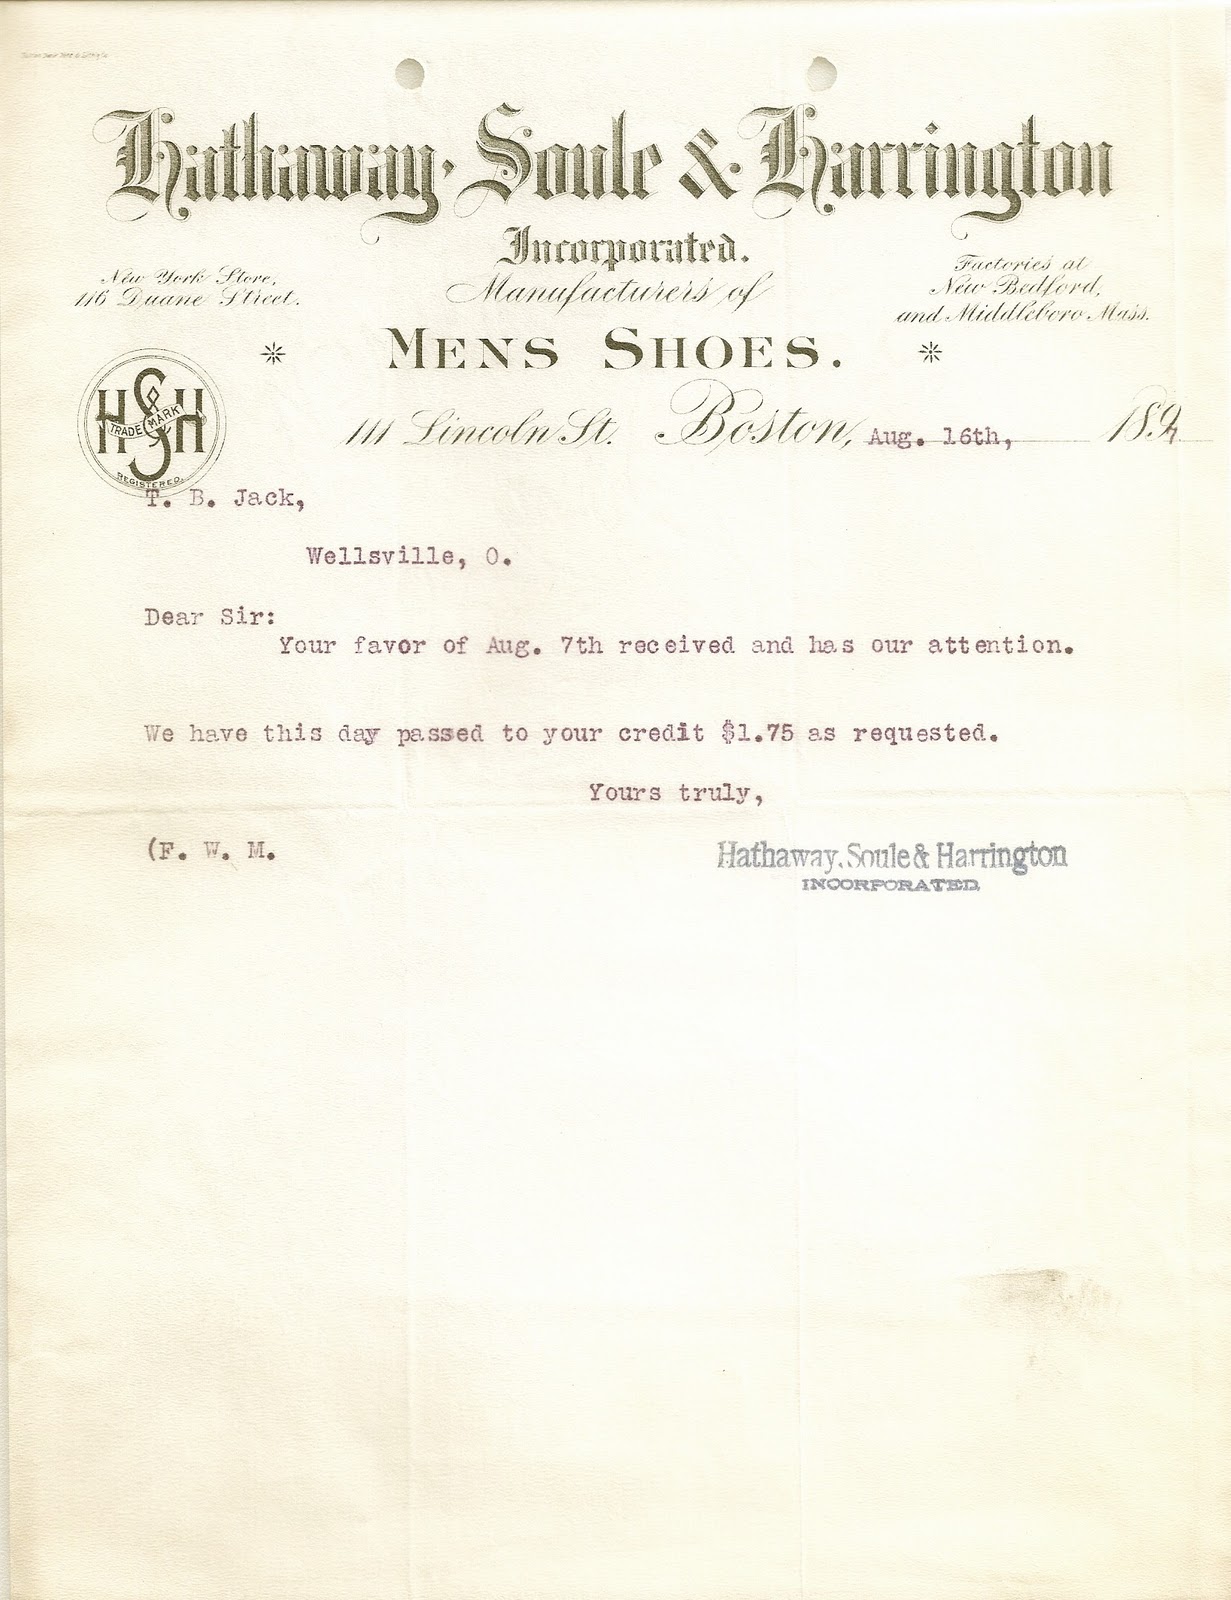 Hathaway, Soule & Harrington
Incorporated.
New York Store,
116 Duane Street.
Manufacturers of
Factories at
New Bedford,
and Middleboro Mass.
MENS SHOES.
HSH
TRADE MARK
REGISTERED.
111 Lincoln St. Boston, Aug. 16th, 1897
T. B. Jack,
Wellsville, O.
Dear Sir:
Your favor of Aug. 7th received and has our attention.
We have this day passed to your credit $1.75 as requested.
Yours truly,
(F. W. M.
Hathaway, Soule & Harrington
INCORPORATED.